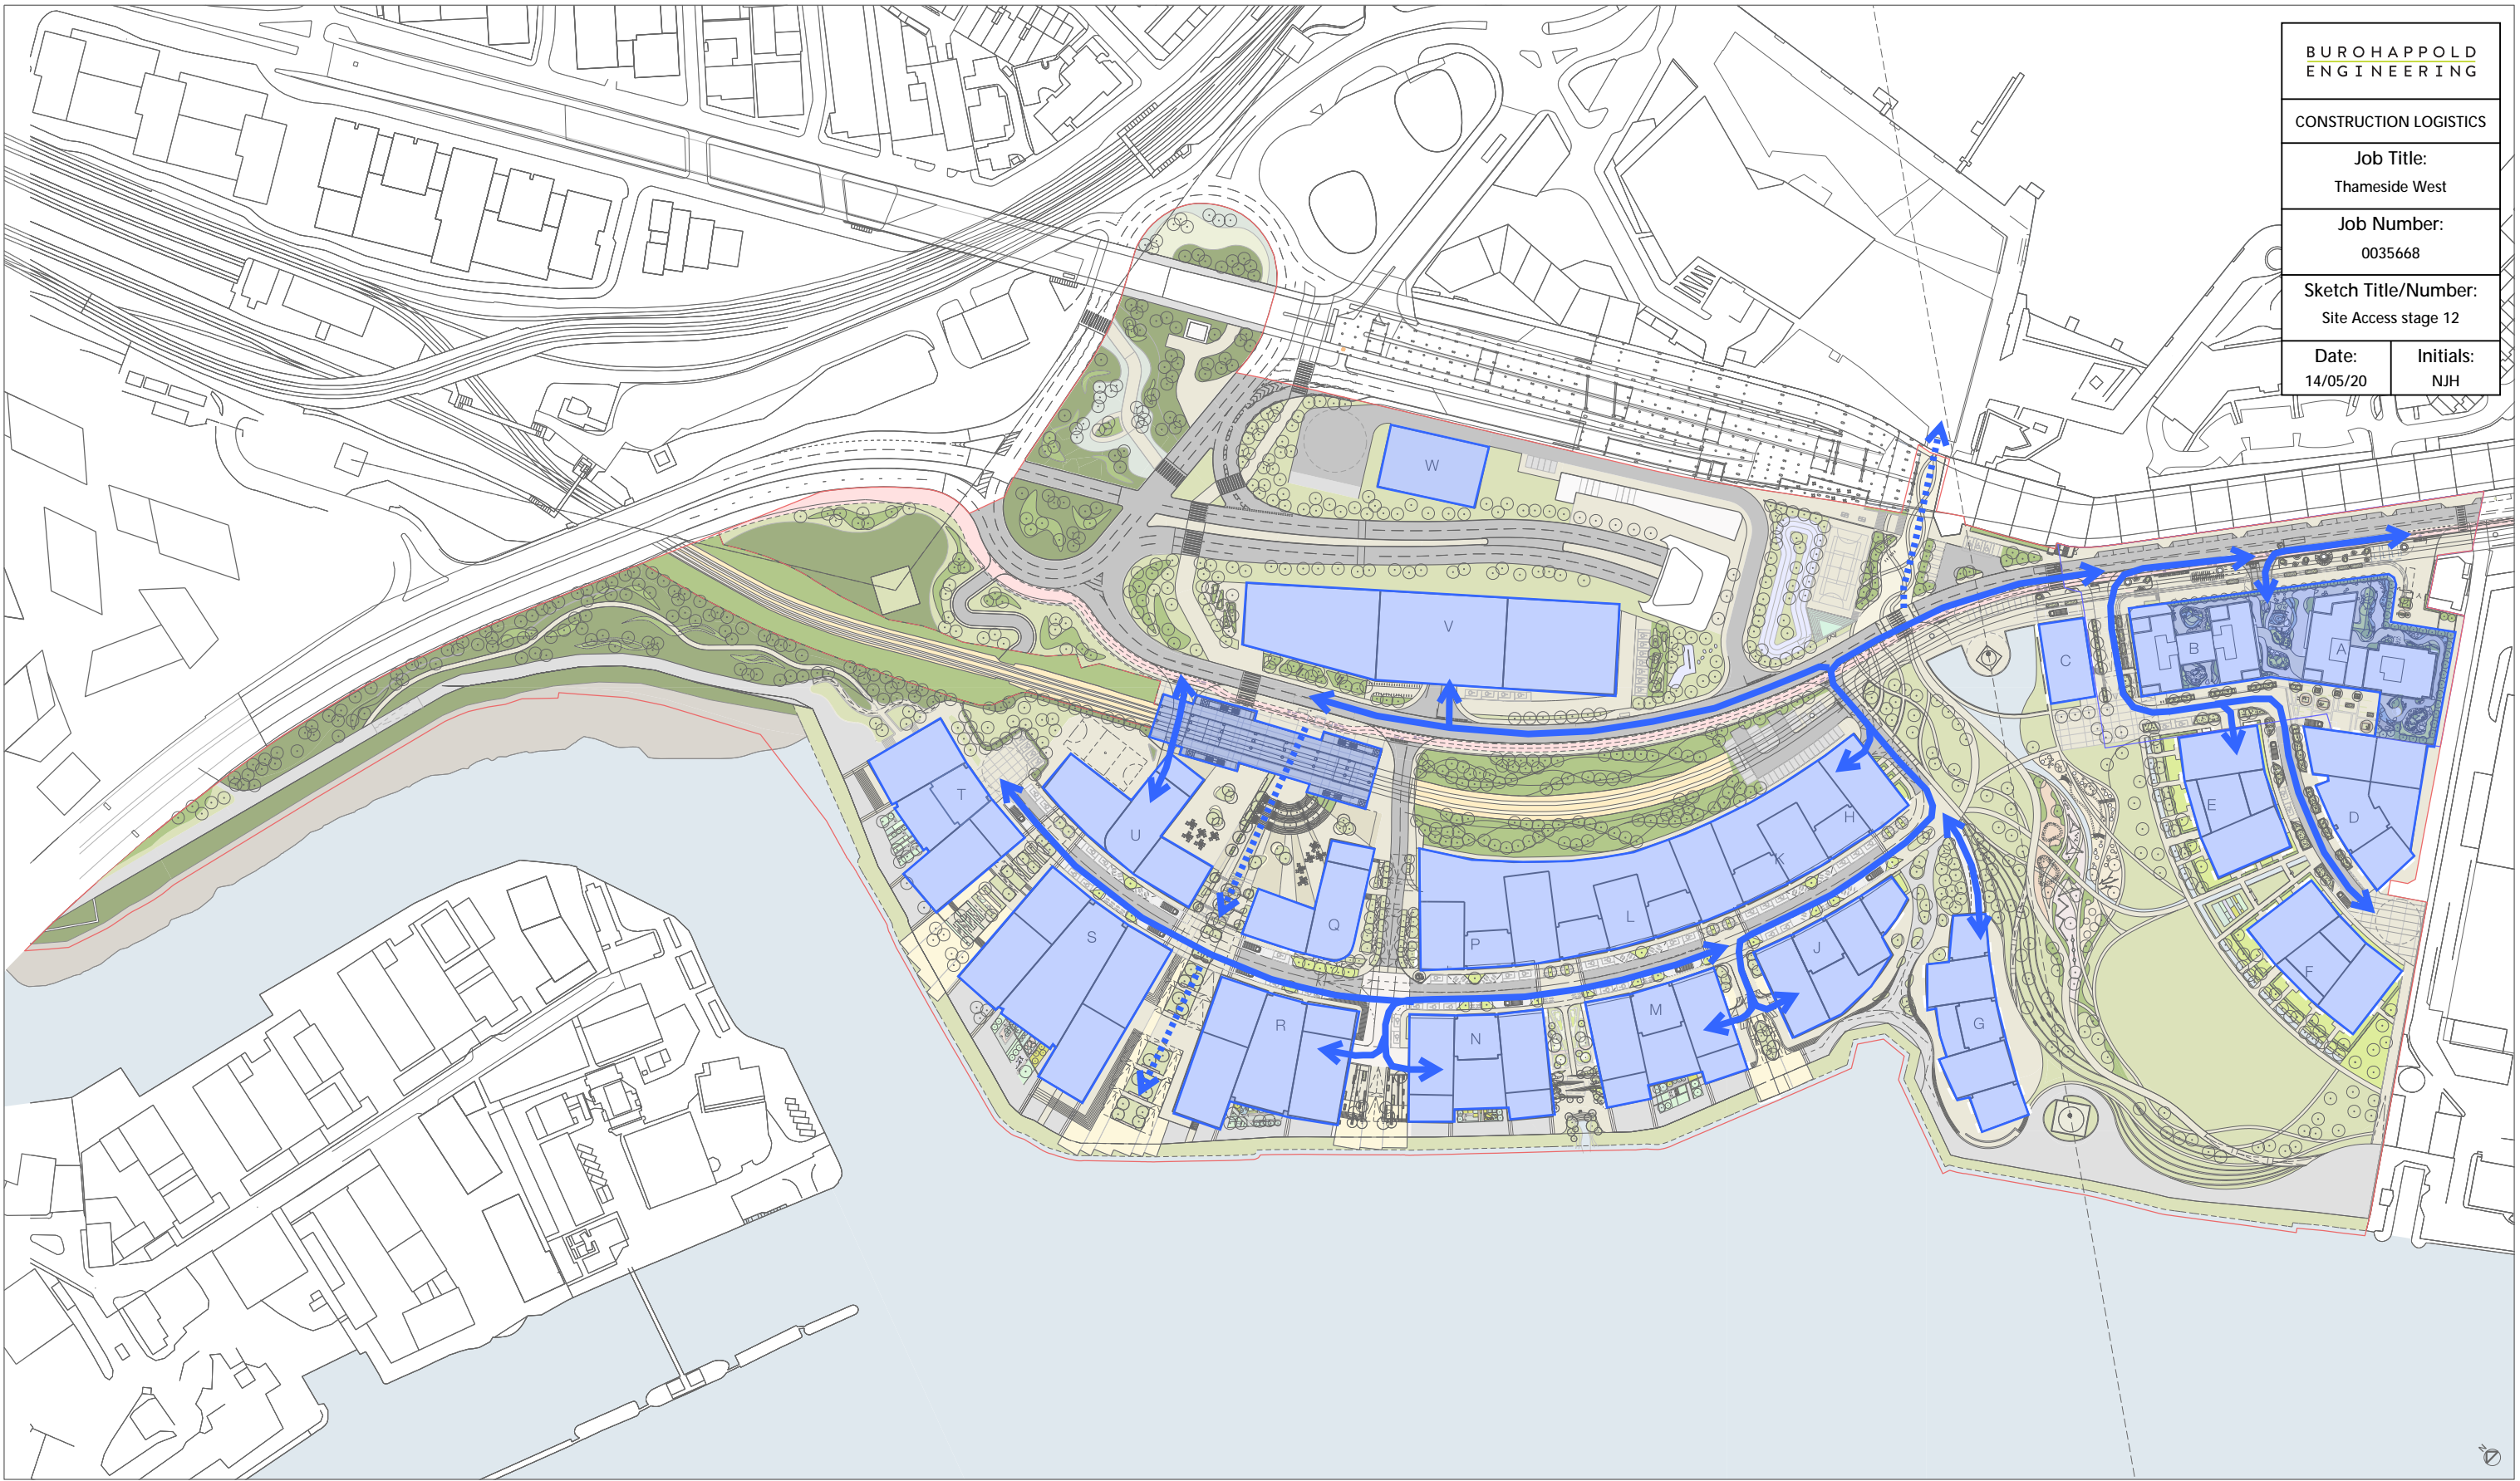 BUROHAPPOLD
ENGINEERING
CONSTRUCTION LOGISTICS
Job Title:
Thameside West
Job Number:
0035668
Sketch Title/Number:
Site Access stage 12
Date:
14/05/20
Initials:
NJH
W
V
C
B
A
A
E
D
F
T
U
S
Q
R
P
L
K
H
N
M
J
G
N